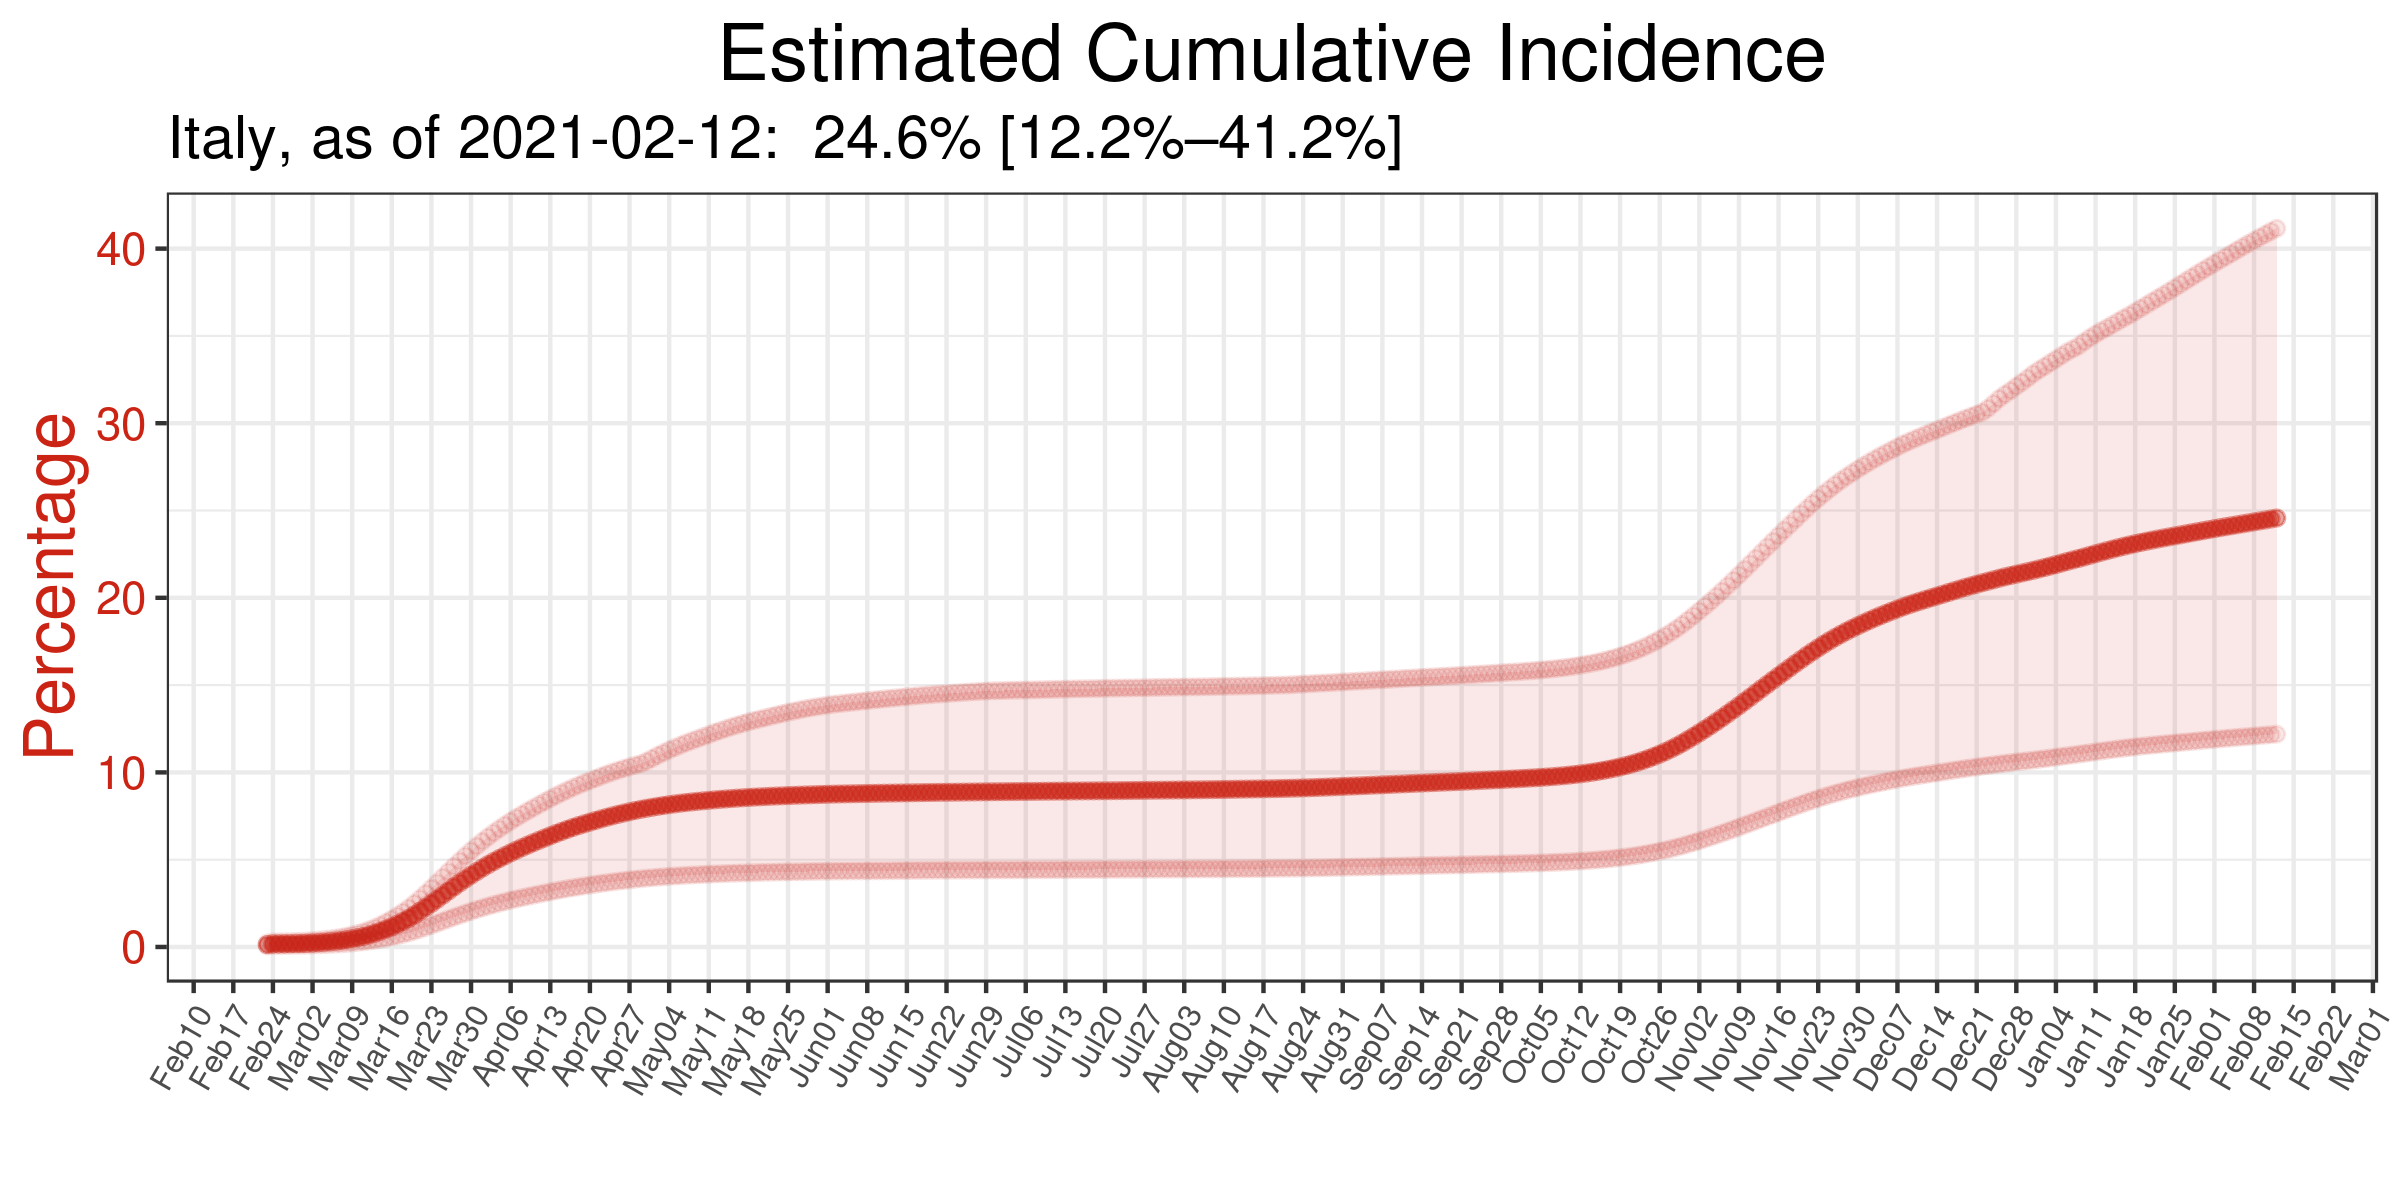 Estimated Cumulative Incidence
Italy, as of 2021-02-12:  24.6% [12.2%–41.2%]
Percentage
40
30
20
10
0
Feb10
Feb17
Feb24
Mar02
Mar09
Mar16
Mar23
Mar30
Apr06
Apr13
Apr20
Apr27
May04
May11
May18
May25
Jun01
Jun08
Jun15
Jun22
Jun29
Jul06
Jul13
Jul20
Jul27
Aug03
Aug10
Aug17
Aug24
Aug31
Sep07
Sep14
Sep21
Sep28
Oct05
Oct12
Oct19
Oct26
Nov02
Nov09
Nov16
Nov23
Nov30
Dec07
Dec14
Dec21
Dec28
Jan04
Jan11
Jan18
Jan25
Feb01
Feb08
Feb15
Feb22
Mar01